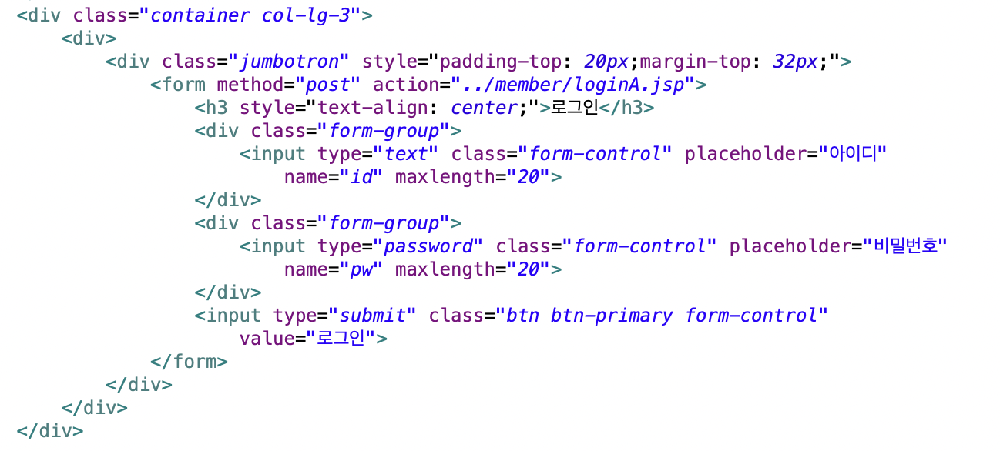 <div class="container col-lg-3">
    <div>
        <div class="jumbotron" style="padding-top: 20px;margin-top: 32px;">
            <form method="post" action="../member/loginA.jsp">
                <h3 style="text-align: center;">로그인</h3>
                <div class="form-group">
                    <input type="text" class="form-control" placeholder="아이디"
                        name="id" maxlength="20">
                </div>
                <div class="form-group">
                    <input type="password" class="form-control" placeholder="비밀번호"
                        name="pw" maxlength="20">
                </div>
                <input type="submit" class="btn btn-primary form-control"
                    value="로그인">
            </form>
        </div>
    </div>
</div>